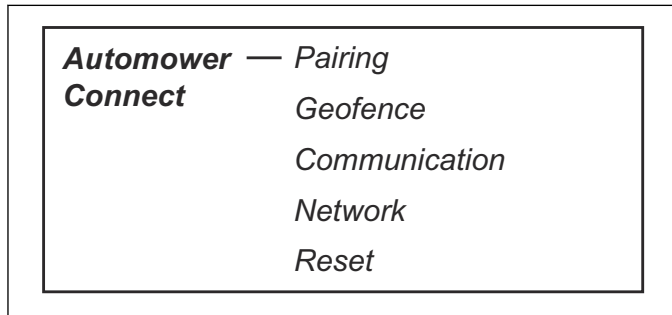 Automower — Pairing
Connect
Geofence
Communication
Network
Reset